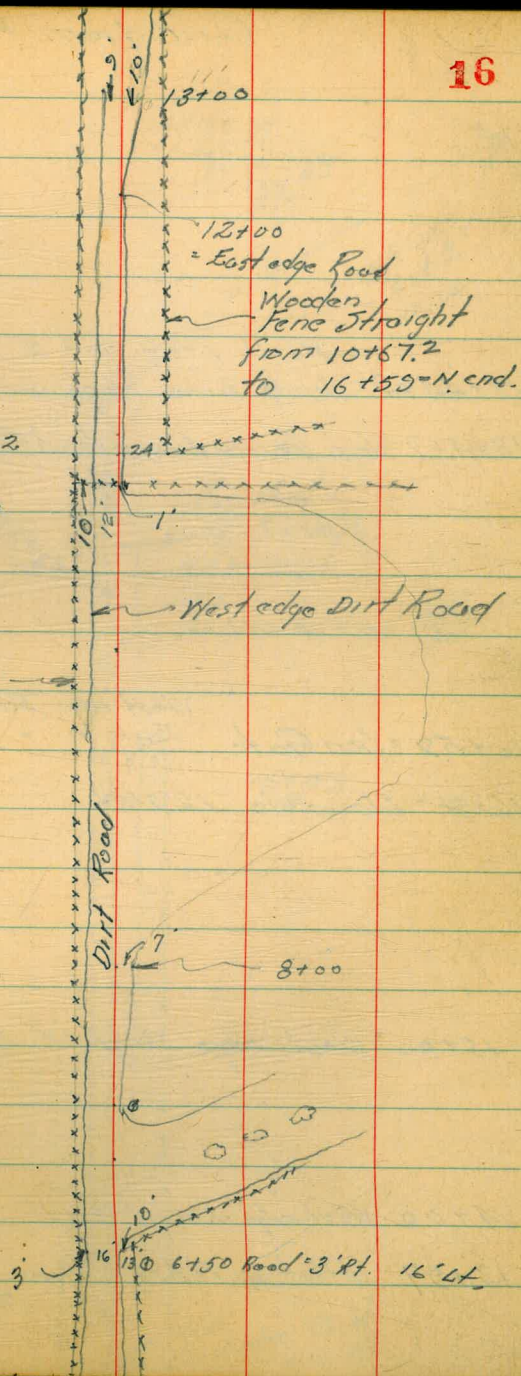 16
9'
10'
13+00
12+00
= East edge Road
Wooden
Fene Straight
from 10+67.2
to 16+59=N. end.
2
24
10'
12'
1'
West edge Dirt Road
Dirt Road
7'
8+00
10'
3'
16'
13 6+50 Road = 3' Rt. 16' Lt.